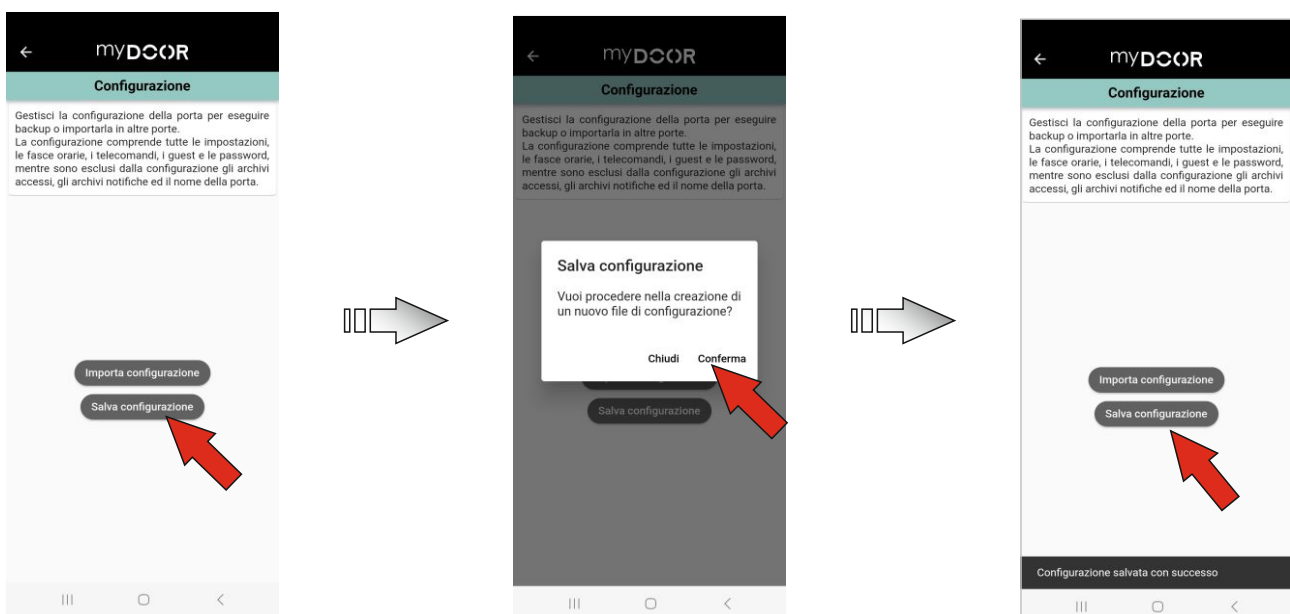 myDOOR
Configurazione
Gestisci la configurazione della porta per eseguire
backup o importarla in altre porte.
La configurazione comprende tutte le impostazioni,
le fasce orarie, i telecomandi, i guest e le password,
mentre sono esclusi dalla configurazione gli archivi
accessi, gli archivi notifiche ed il nome della porta.
Importa configurazione
Salva configurazione
myDOOR
Configurazione
Gestisci la configurazione della porta per eseguire
backup o importarla in altre porte.
La configurazione comprende tutte le impostazioni,
le fasce orarie, i telecomandi, i guest e le password,
mentre sono esclusi dalla configurazione gli archivi
accessi, gli archivi notifiche ed il nome della porta.
Salva configurazione
Vuoi procedere nella creazione di
un nuovo file di configurazione?
Chiudi Conferma
Salva configurazione
myDOOR
Configurazione
Gestisci la configurazione della porta per eseguire
backup o importarla in altre porte.
La configurazione comprende tutte le impostazioni,
le fasce orarie, i telecomandi, i guest e le password,
mentre sono esclusi dalla configurazione gli archivi
accessi, gli archivi notifiche ed il nome della porta.
Importa configurazione
Salva configurazione
Configurazione salvata con successo